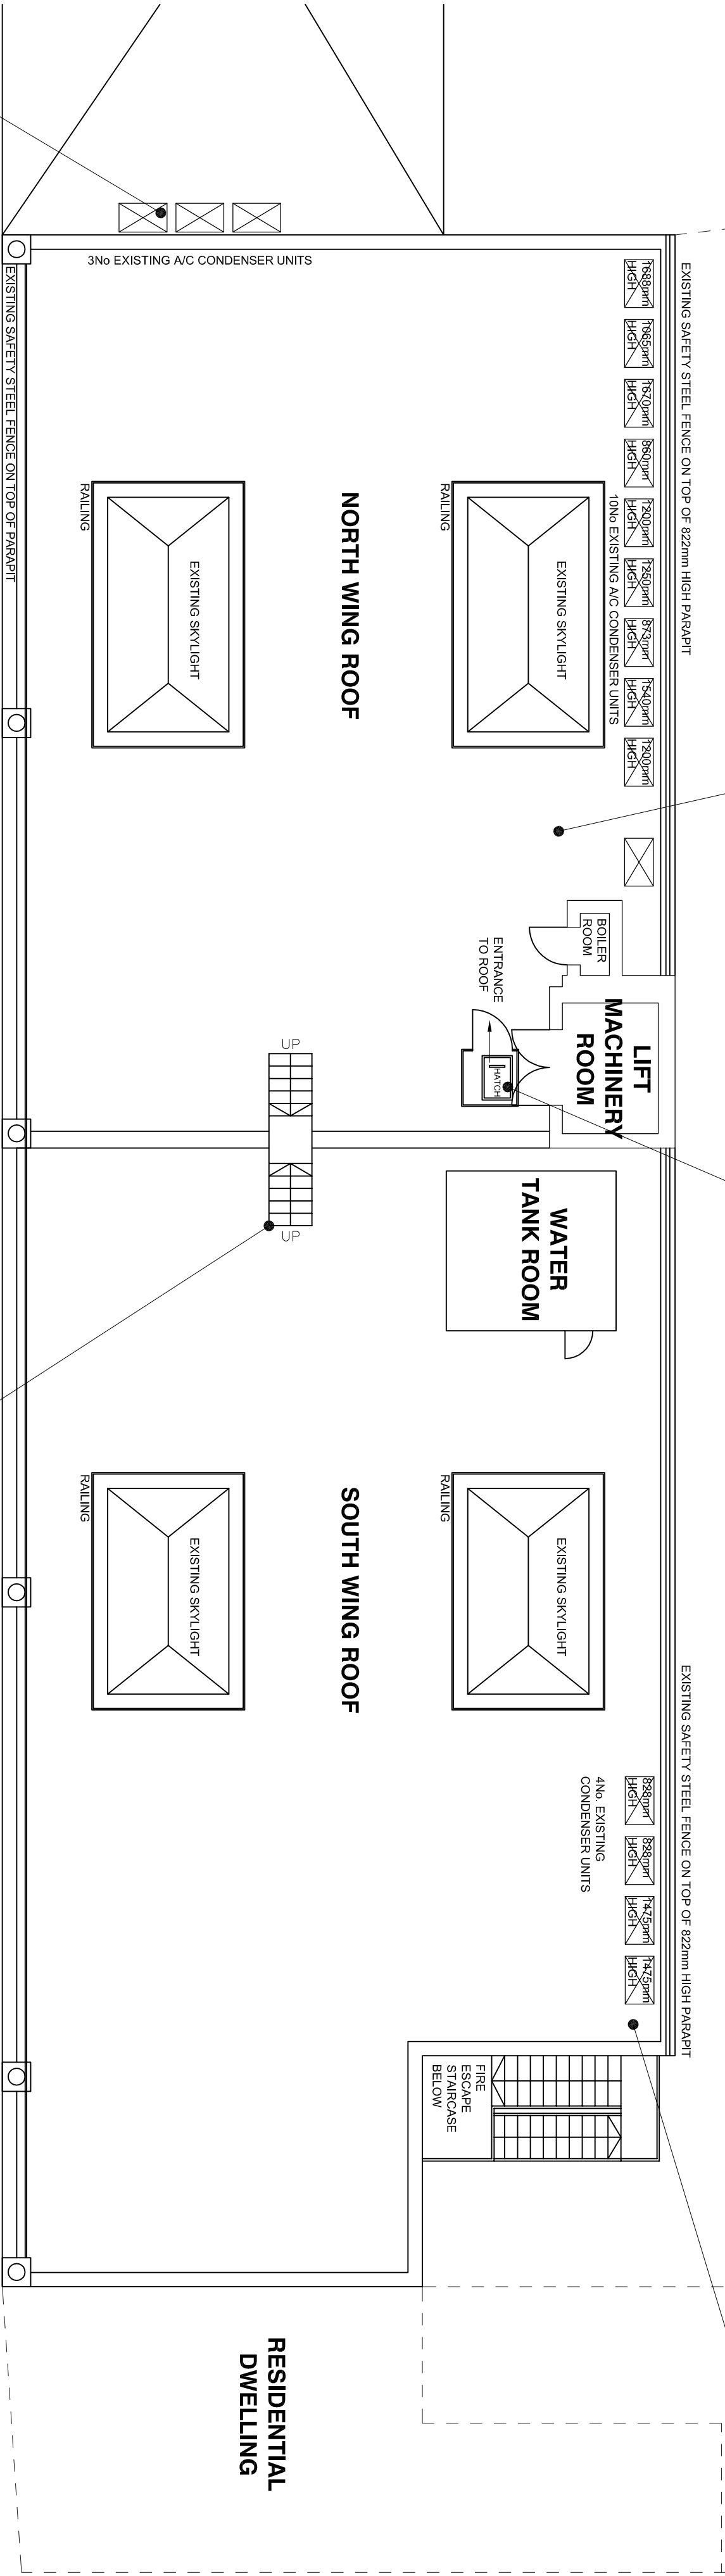 3No EXISTING A/C CONDENSER UNITS
EXISTING SAFETY STEEL FENCE ON TOP OF PARAPIT
EXISTING SAFETY STEEL FENCE ON TOP OF 822mm HIGH PARAPIT
1688mm
HIGH
1065mm
HIGH
1670mm
HIGH
860mm
HIGH
1200mm
HIGH
1250mm
HIGH
873mm
HIGH
1540mm
HIGH
1200mm
HIGH
10No EXISTING A/C CONDENSER UNITS
RAILING
EXISTING SKYLIGHT
NORTH WING ROOF
RAILING
EXISTING SKYLIGHT
BOILER
ROOM
ENTRANCE
TO ROOF
LIFT
MACHINERY
ROOM
HATCH
UP
UP
WATER
TANK ROOM
RAILING
EXISTING SKYLIGHT
SOUTH WING ROOF
RAILING
EXISTING SKYLIGHT
EXISTING SAFETY STEEL FENCE ON TOP OF 822mm HIGH PARAPIT
828mm
HIGH
828mm
HIGH
1475mm
HIGH
1475mm
HIGH
4No. EXISTING
CONDENSER UNITS
FIRE
ESCAPE
STAIRCASE
BELOW
RESIDENTIAL
DWELLING